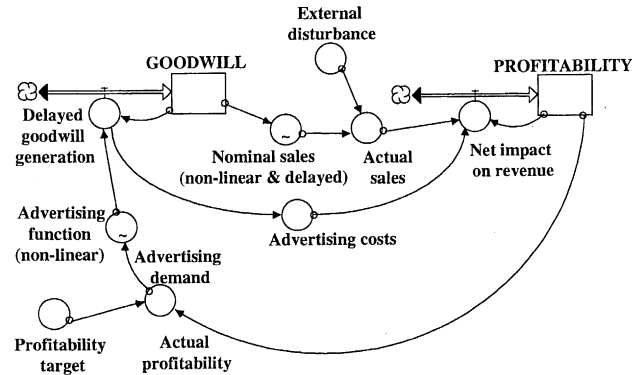 External
disturbance
GOODWILL
PROFITABILITY
Delayed
goodwill
generation
~
Nominal sales
(non-linear & delayed)
Actual
sales
Net impact
on revenue
Advertising
function
(non-linear)
~
Advertising costs
Advertising
demand
Profitability
target
Actual
profitability